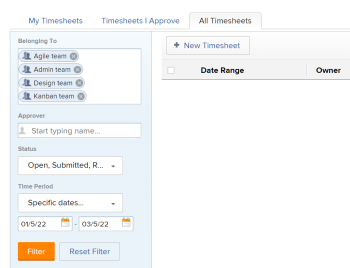 My Timesheets Timesheets I Approve All Timesheets
Belonging To
Agile team
Admin team
Design team
Kanban team
Approver
Start typing name...
Status
Open, Submitted, R...
Time Period
Specific dates...
01/5/22 - 03/5/22
Filter Reset Filter
+ New Timesheet
Date Range Owner